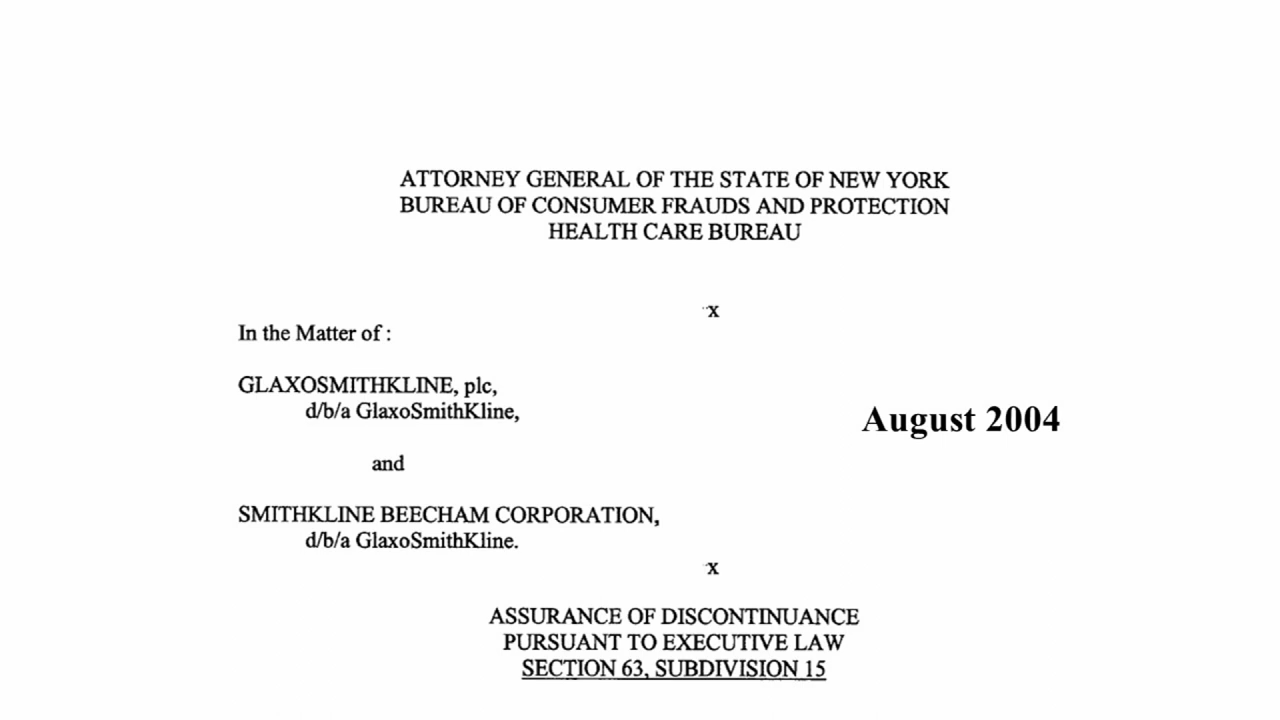 ATTORNEY GENERAL OF THE STATE OF NEW YORK
BUREAU OF CONSUMER FRAUDS AND PROTECTION
HEALTH CARE BUREAU
x
In the Matter of :
GLAXOSMITHKLINE, plc,
d/b/a GlaxoSmithKline,
August 2004
and
SMITHKLINE BEECHAM CORPORATION,
d/b/a GlaxoSmithKline.
x
ASSURANCE OF DISCONTINUANCE
PURSUANT TO EXECUTIVE LAW
SECTION 63, SUBDIVISION 15